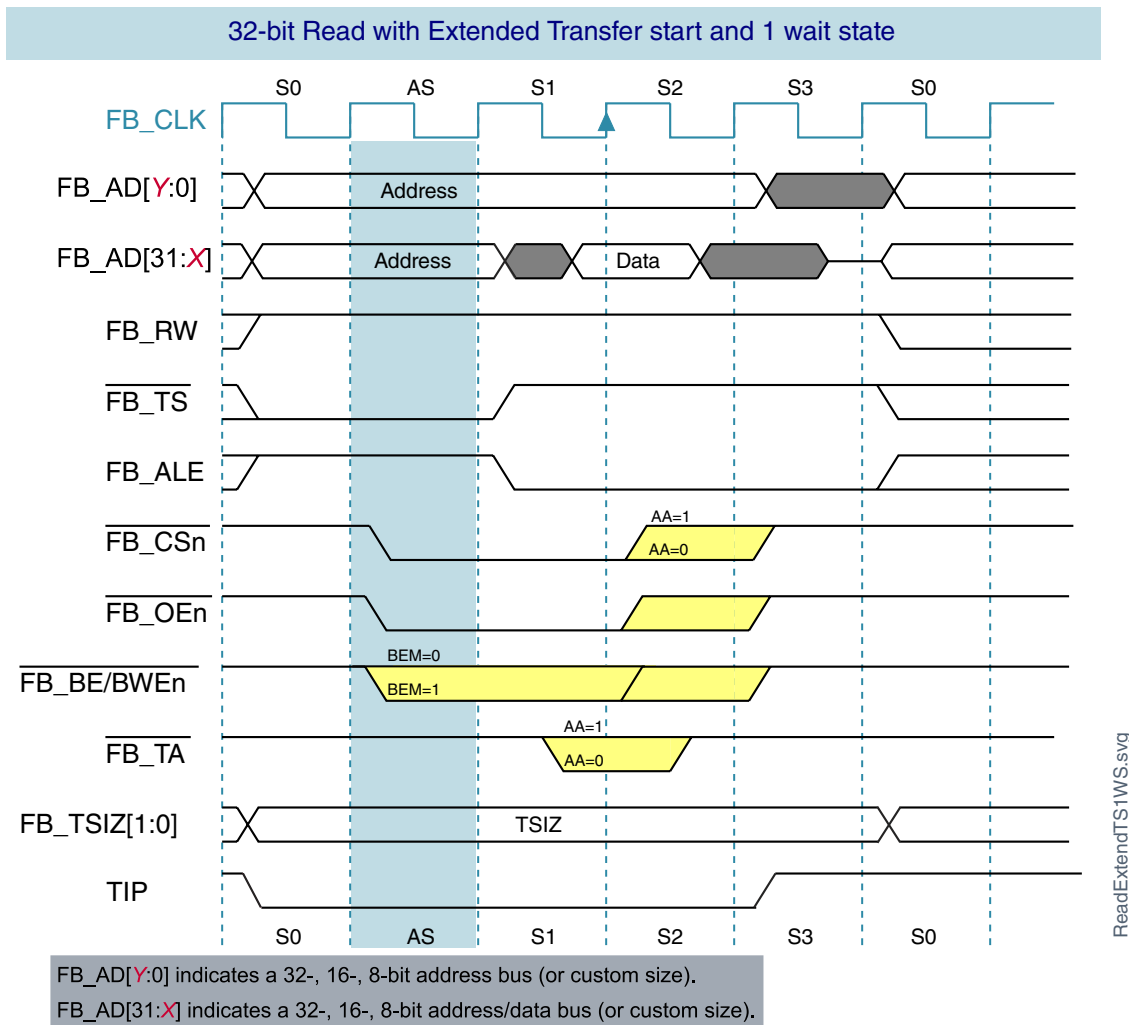 32-bit Read with Extended Transfer start and 1 wait state
S0 AS S1 S2 S3 S0
FB_CLK
FB_AD[Y:0] Address
FB_AD[31:X] Address Data
FB_RW
FB_TS
FB_ALE
AA=1
FB_CSn AA=0
FB_OEn
BEM=0
FB_BE/BWEn BEM=1
AA=1
FB_TA AA=0
FB_TSIZ[1:0] TSIZ
TIP
S0 AS S1 S2 S3 S0
FB_AD[Y:0] indicates a 32-, 16-, 8-bit address bus (or custom size).
FB_AD[31:X] indicates a 32-, 16-, 8-bit address/data bus (or custom size).
ReadExtendTS1WS.svg